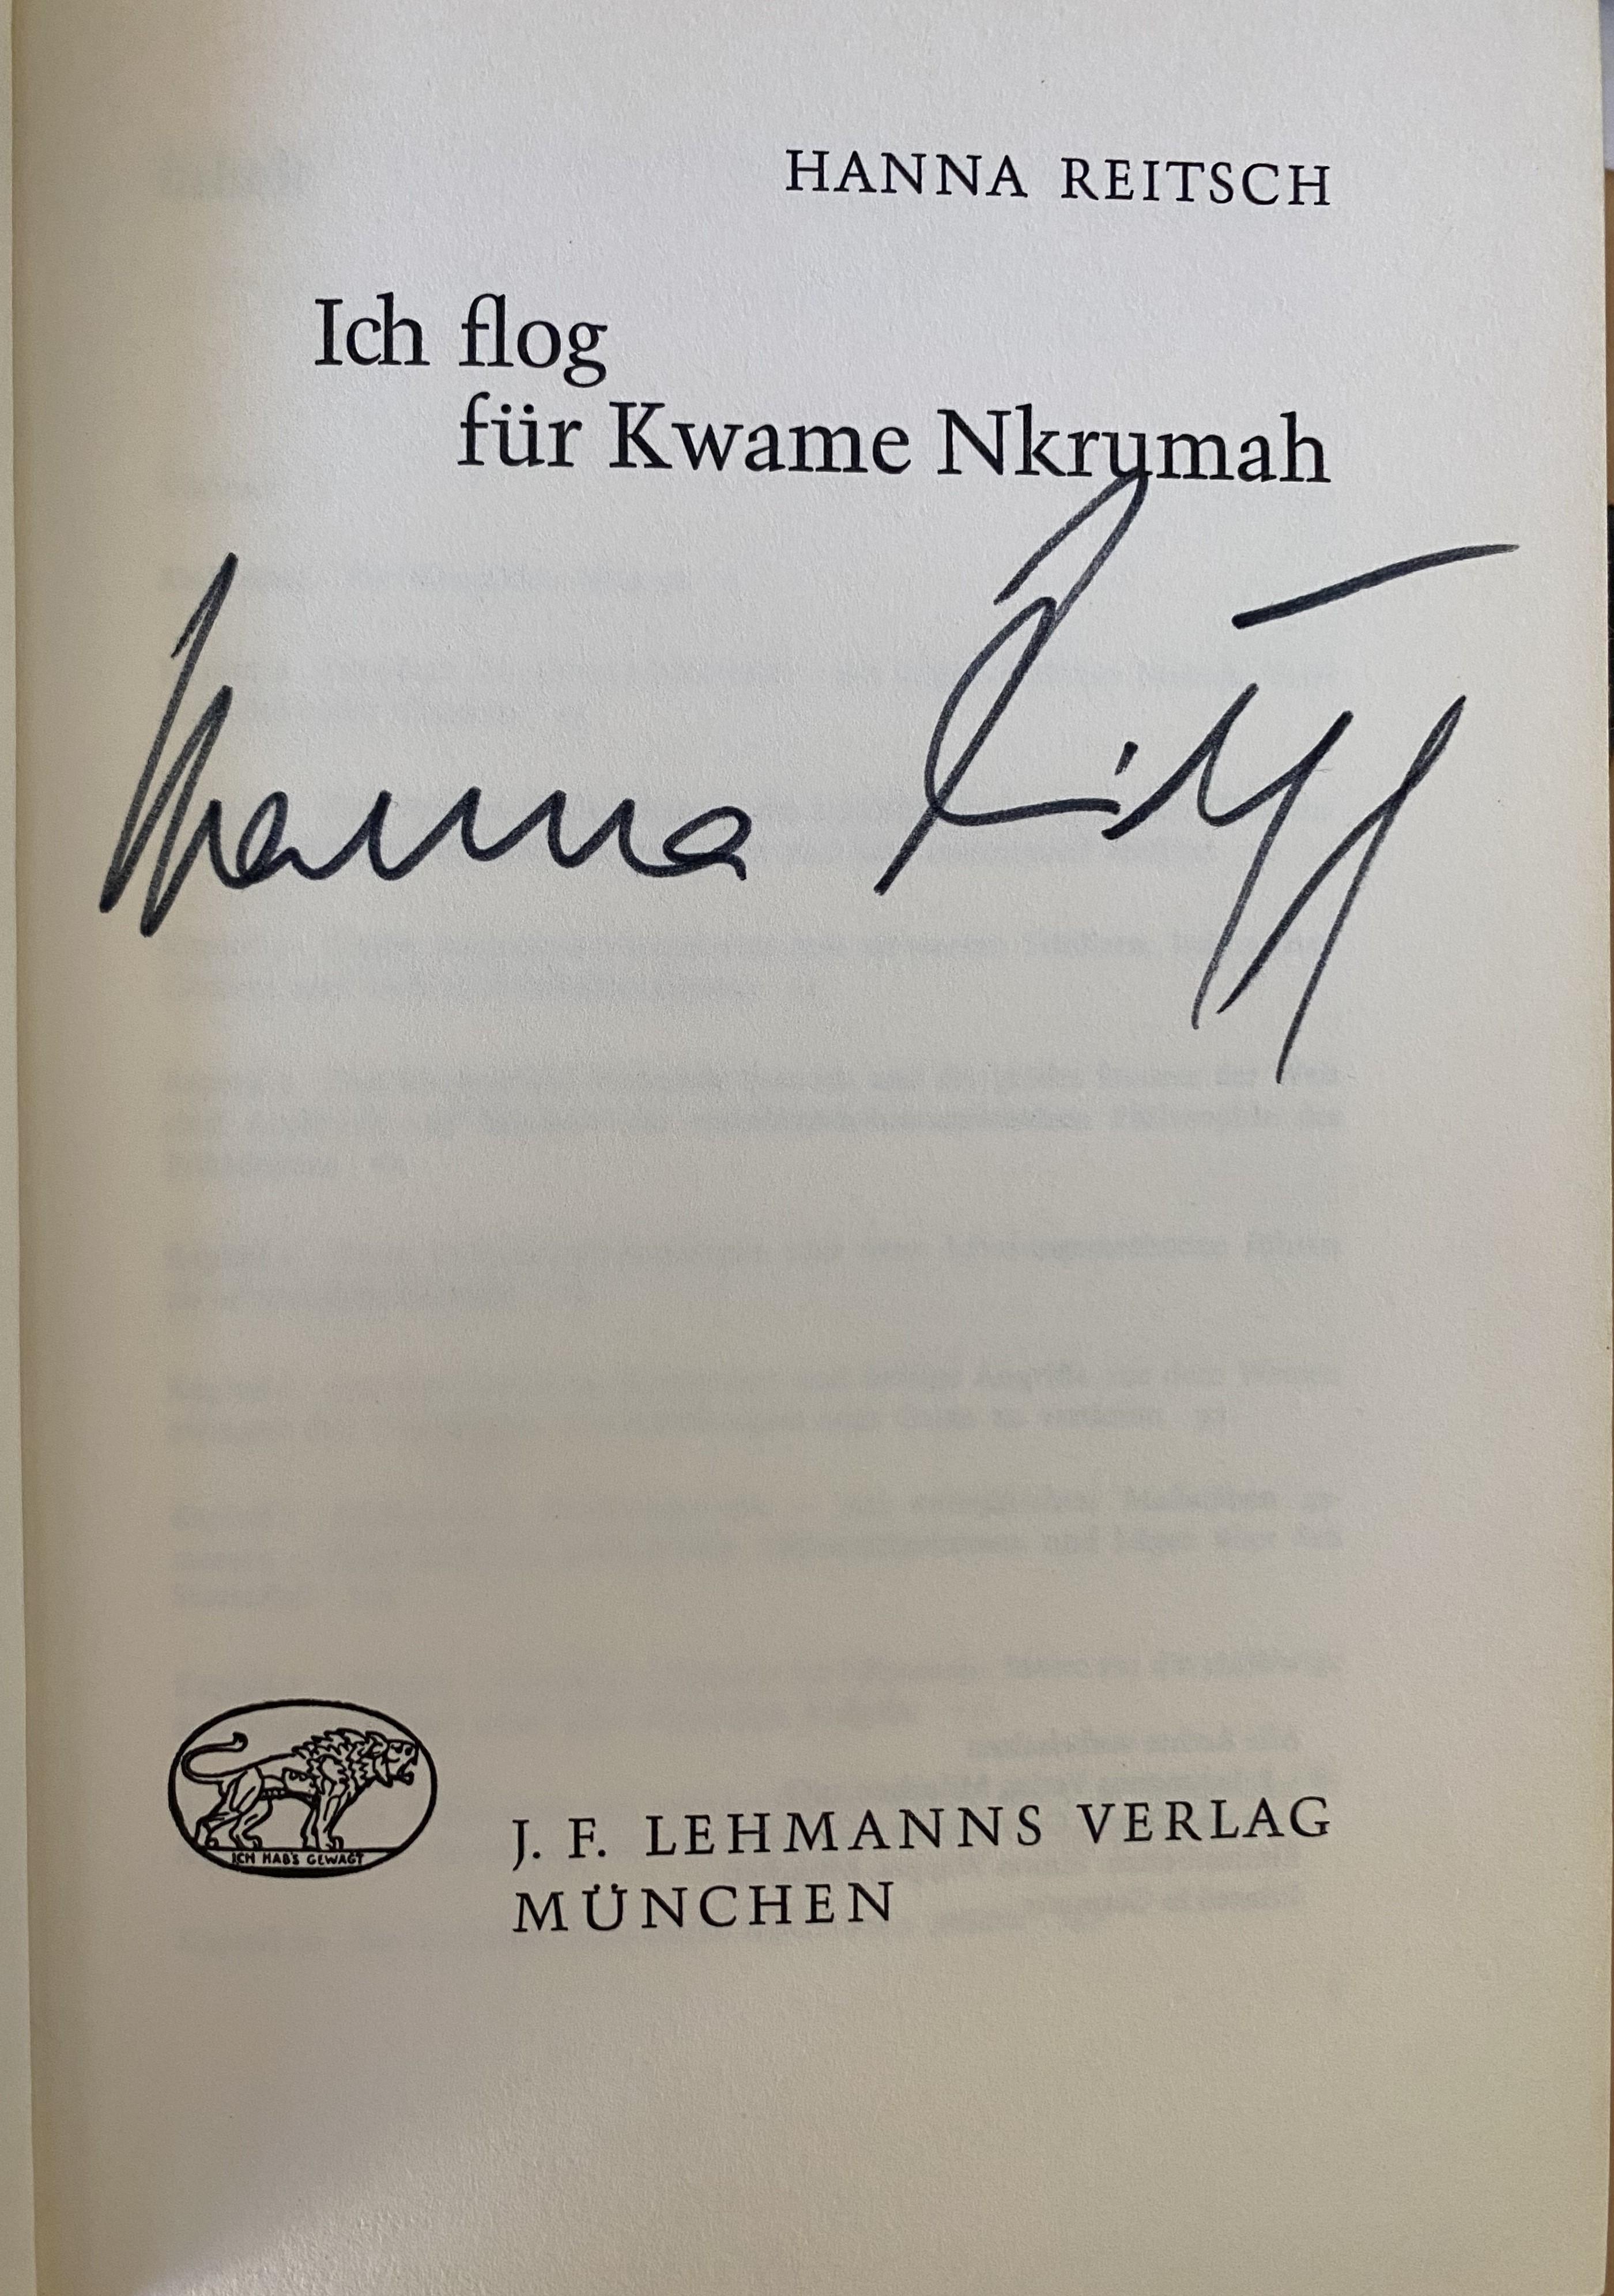 HANNA REITSCH
Ich flog
für Kwame Nkrumah
Hanna Reitsch
ICH HAB'S GEWAGT
J. F. LEHMANNS VERLAG
MÜNCHEN